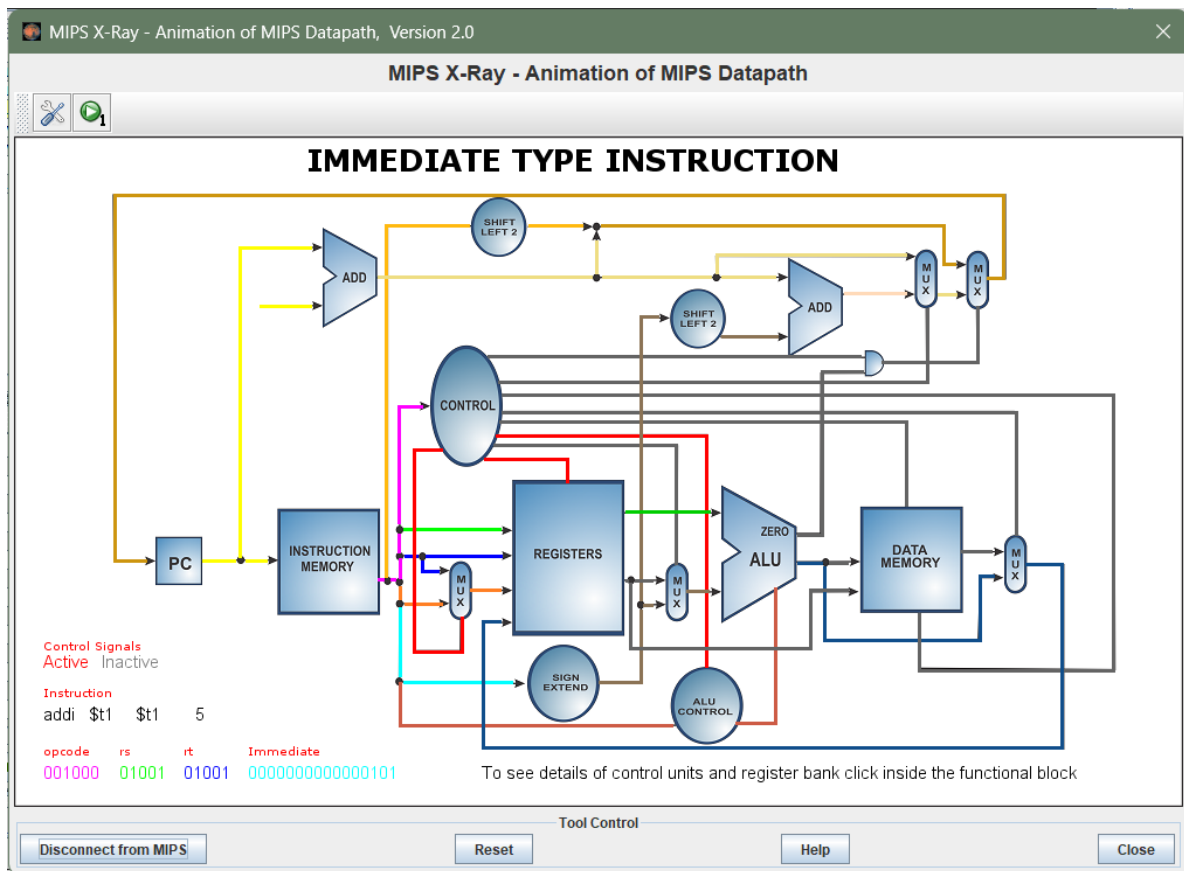 MIPS X-Ray - Animation of MIPS Datapath, Version 2.0
MIPS X-Ray - Animation of MIPS Datapath
1
IMMEDIATE TYPE INSTRUCTION
SHIFT
LEFT 2
ADD
MUX
MUX
SHIFT
LEFT 2
ADD
CONTROL
PC
INSTRUCTION
MEMORY
MUX
REGISTERS
MUX
ZERO
ALU
DATA
MEMORY
MUX
SIGN
EXTEND
ALU
CONTROL
Control Signals
Active Inactive
Instruction
addi $t1 $t1 5
opcode rs rt Immediate
001000 01001 01001 0000000000000101
To see details of control units and register bank click inside the functional block
Tool Control
Disconnect from MIPS Reset Help Close